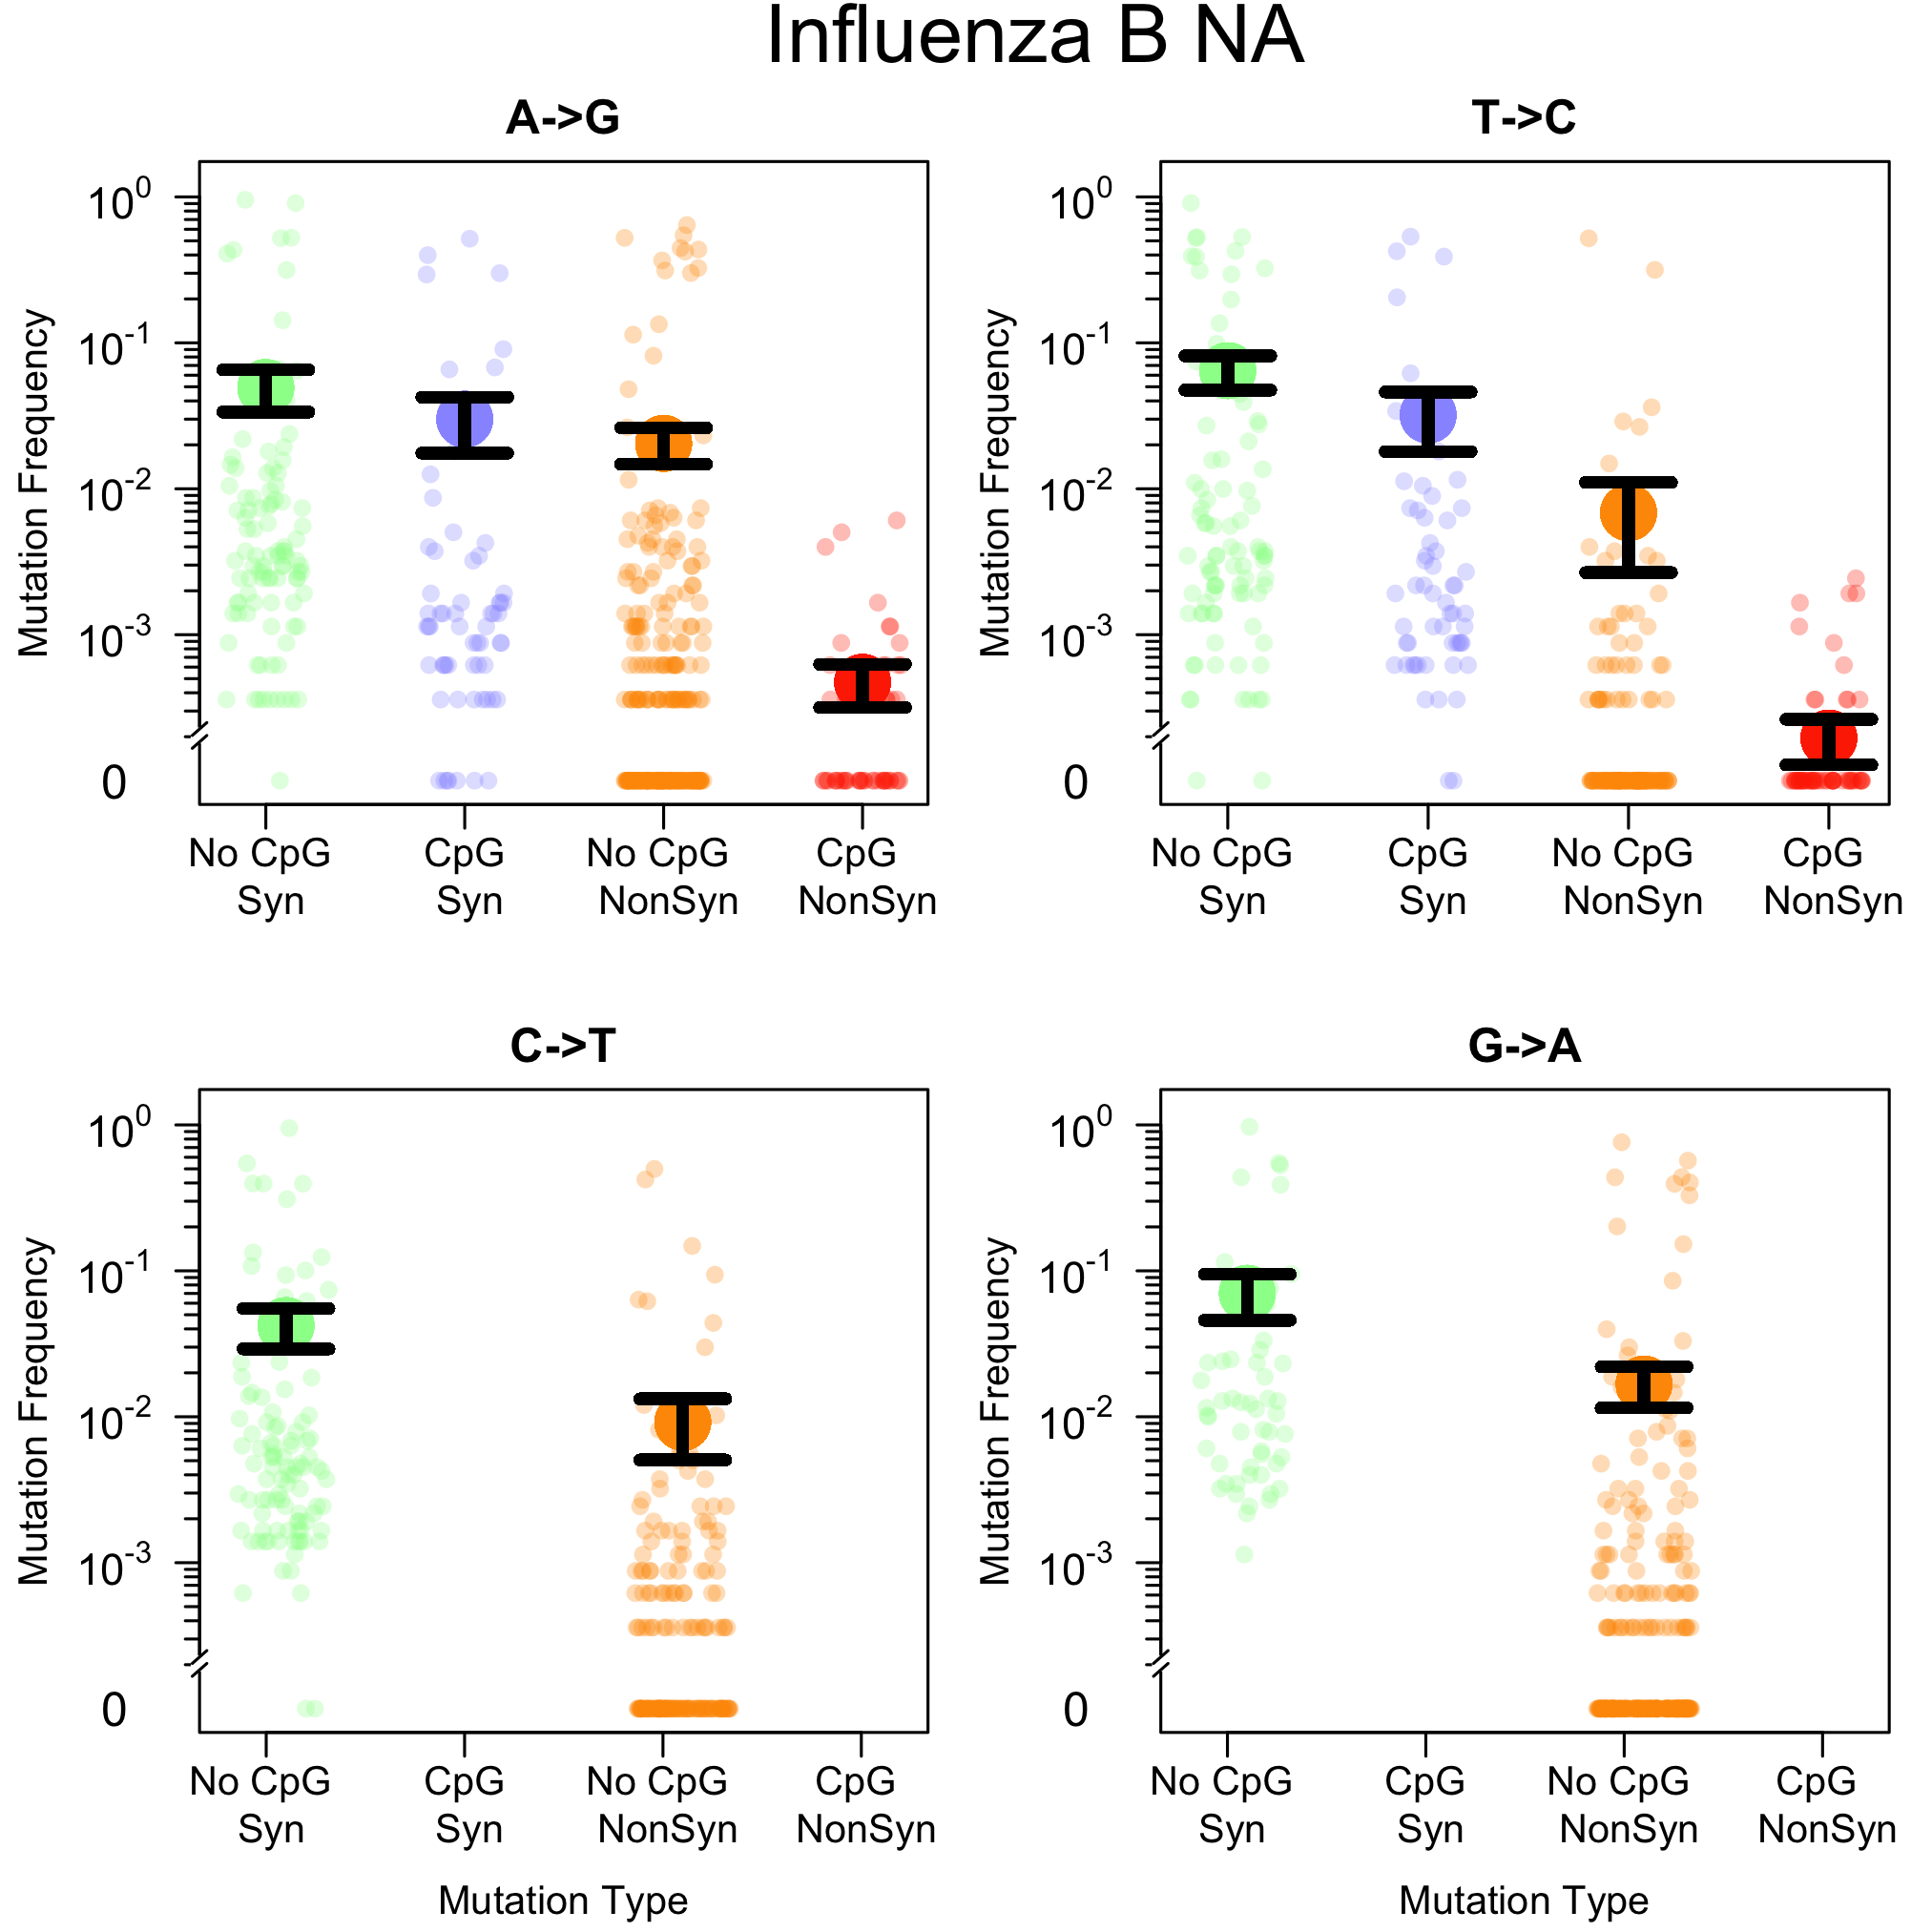 Influenza B NA
A->G
Mutation Frequency
10^0
10^-1
10^-2
10^-3
0
No CpG Syn
CpG Syn
No CpG NonSyn
CpG NonSyn
T->C
Mutation Frequency
10^0
10^-1
10^-2
10^-3
0
No CpG Syn
CpG Syn
No CpG NonSyn
CpG NonSyn
C->T
Mutation Frequency
10^0
10^-1
10^-2
10^-3
0
No CpG Syn
CpG Syn
No CpG NonSyn
CpG NonSyn
Mutation Type
G->A
Mutation Frequency
10^0
10^-1
10^-2
10^-3
0
No CpG Syn
CpG Syn
No CpG NonSyn
CpG NonSyn
Mutation Type